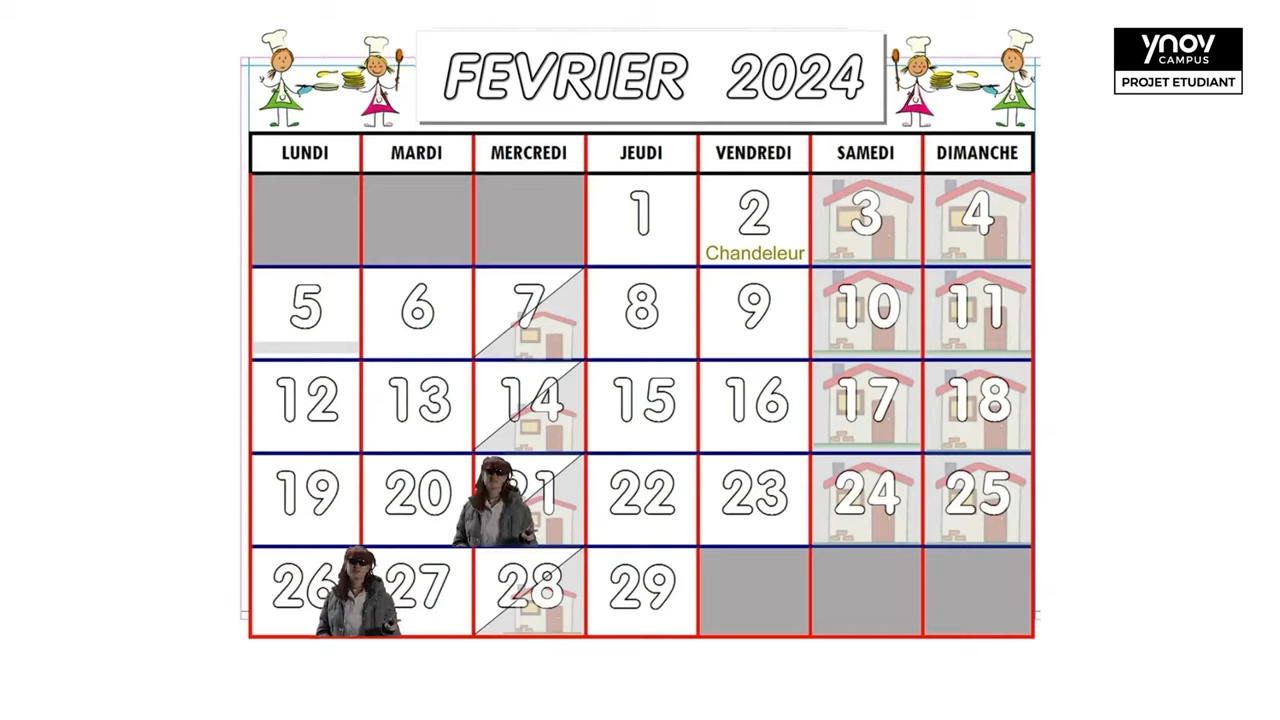 YNOV
CAMPUS
PROJET ETUDIANT
FEVRIER 2024
LUNDI MARDI MERCREDI JEUDI VENDREDI SAMEDI DIMANCHE
1 2 3 4
Chandeleur
5 6 7 8 9 10 11
12 13 14 15 16 17 18
19 20 21 22 23 24 25
26 27 28 29